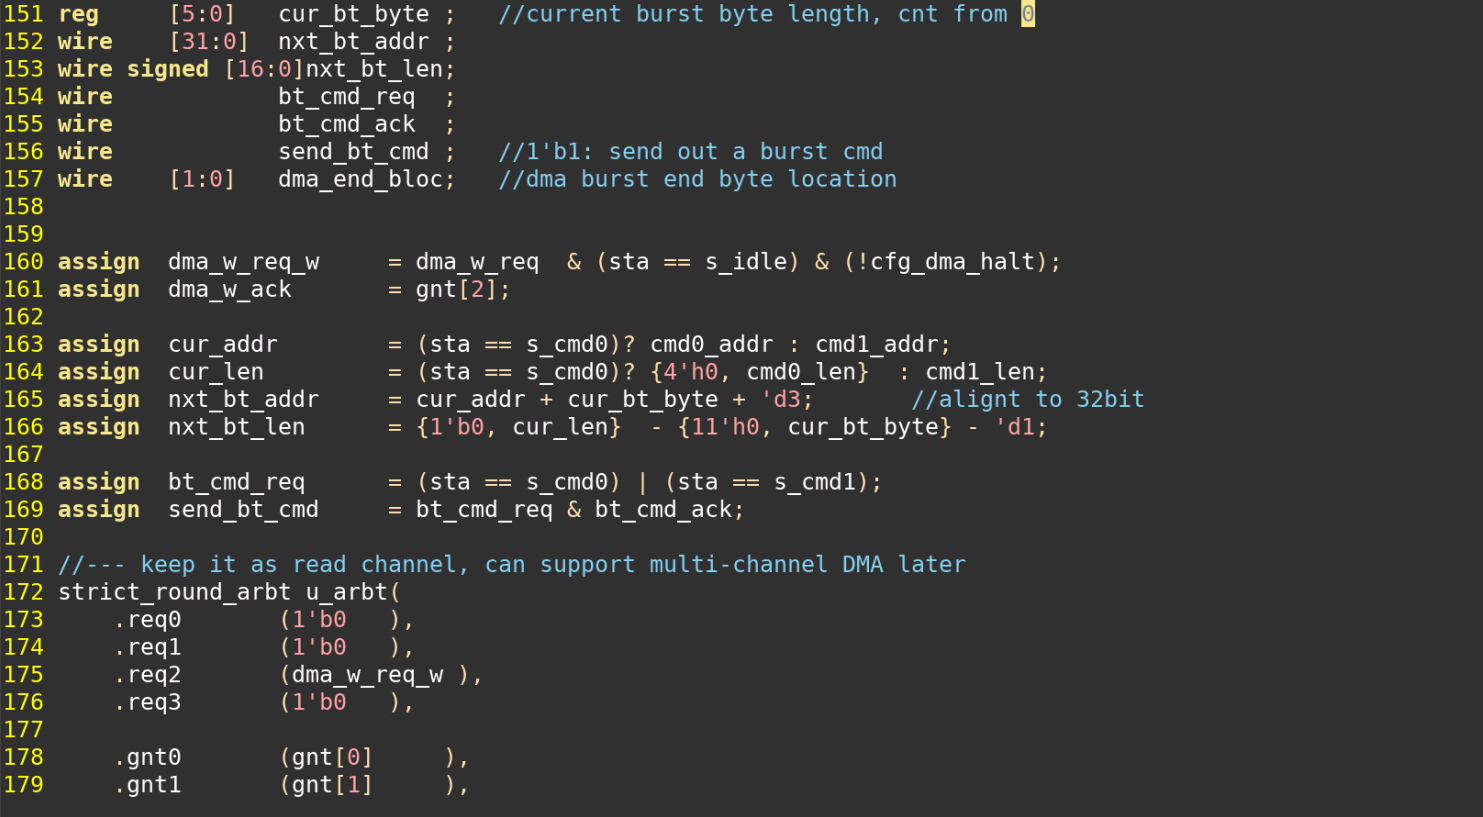 151 reg     [5:0]   cur_bt_byte ;   //current burst byte length, cnt from 0
152 wire    [31:0]  nxt_bt_addr ;
153 wire signed [16:0]nxt_bt_len;
154 wire            bt_cmd_req  ;
155 wire            bt_cmd_ack  ;
156 wire            send_bt_cmd ;   //1'b1: send out a burst cmd
157 wire    [1:0]   dma_end_bloc;   //dma burst end byte location
158
159
160 assign  dma_w_req_w     = dma_w_req  & (sta == s_idle) & (!cfg_dma_halt);
161 assign  dma_w_ack       = gnt[2];
162
163 assign  cur_addr        = (sta == s_cmd0)? cmd0_addr : cmd1_addr;
164 assign  cur_len         = (sta == s_cmd0)? {4'h0, cmd0_len}  : cmd1_len;
165 assign  nxt_bt_addr     = cur_addr + cur_bt_byte + 'd3;       //alignt to 32bit
166 assign  nxt_bt_len      = {1'b0, cur_len}  - {11'h0, cur_bt_byte} - 'd1;
167
168 assign  bt_cmd_req      = (sta == s_cmd0) | (sta == s_cmd1);
169 assign  send_bt_cmd     = bt_cmd_req & bt_cmd_ack;
170
171 //--- keep it as read channel, can support multi-channel DMA later
172 strict_round_arbt u_arbt(
173     .req0       (1'b0   ),
174     .req1       (1'b0   ),
175     .req2       (dma_w_req_w ),
176     .req3       (1'b0   ),
177
178     .gnt0       (gnt[0]     ),
179     .gnt1       (gnt[1]     ),